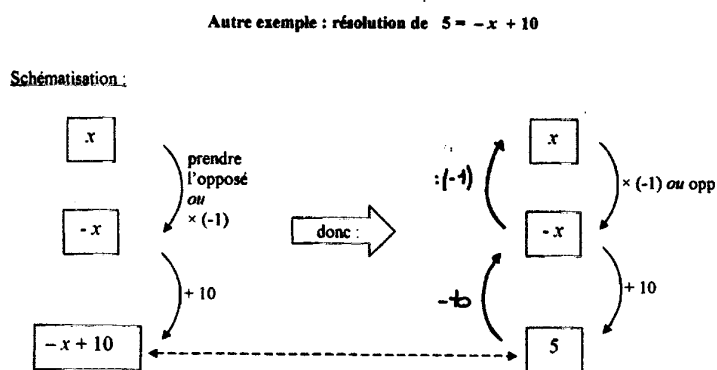 Autre exemple : résolution de 5 = – x + 10
Schématisation :
x
prendre
l'opposé
ou
× (-1)
- x
+ 10
– x + 10
donc :
x
:(-1)
× (-1) ou opp
- x
-10
+ 10
5